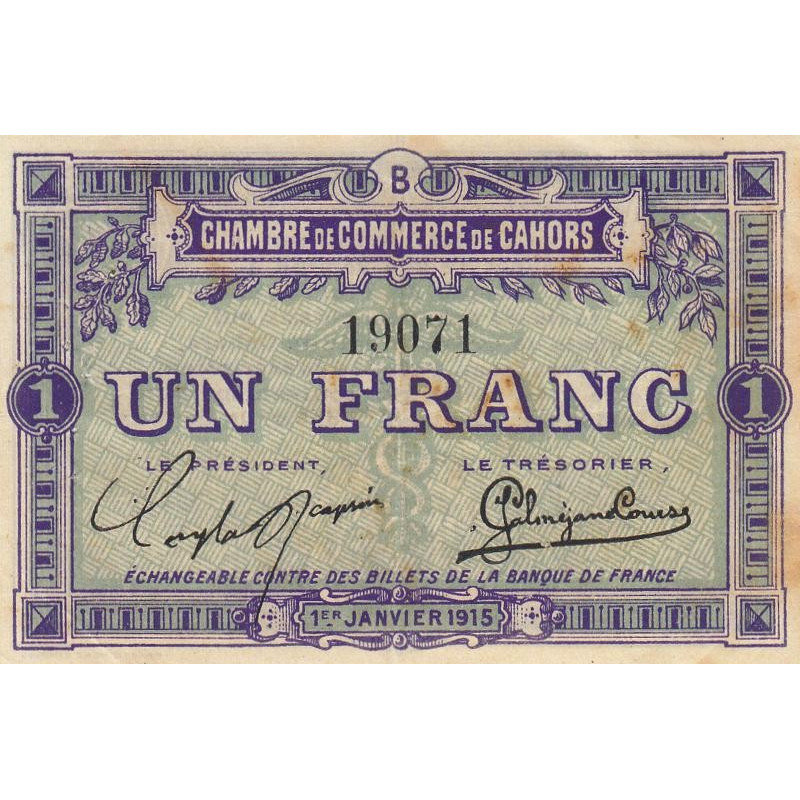 B
CHAMBRE DE COMMERCE DE CAHORS
19071
1 UN FRANC 1
LE PRÉSIDENT, LE TRÉSORIER,
ÉCHANGEABLE CONTRE DES BILLETS DE LA BANQUE DE FRANCE
1ER JANVIER 1915